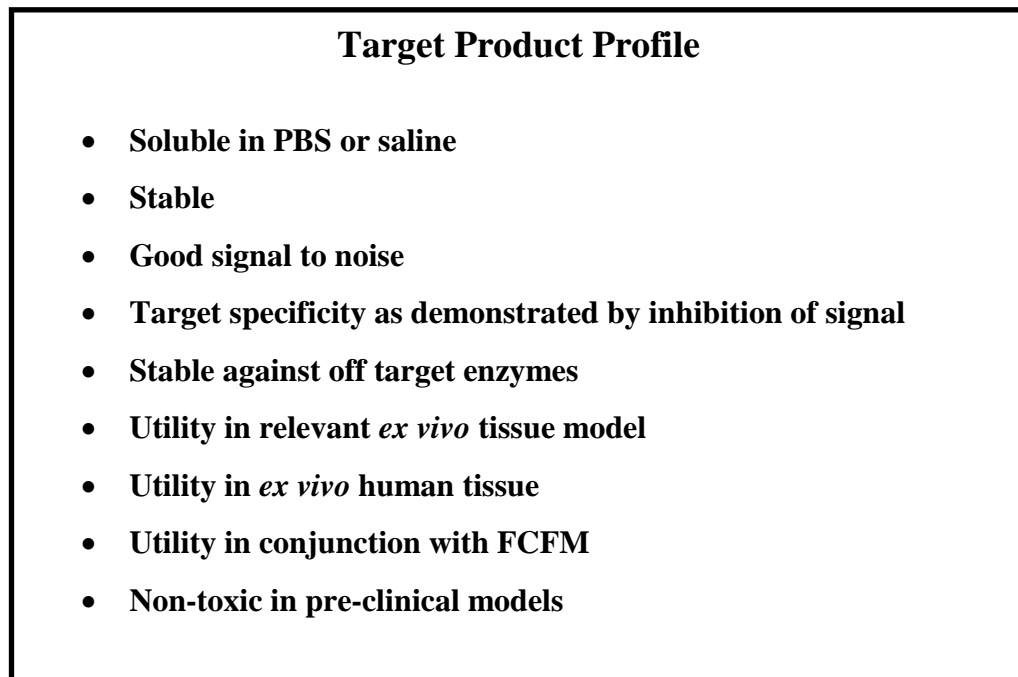 Target Product Profile
• Soluble in PBS or saline
• Stable
• Good signal to noise
• Target specificity as demonstrated by inhibition of signal
• Stable against off target enzymes
• Utility in relevant ex vivo tissue model
• Utility in ex vivo human tissue
• Utility in conjunction with FCFM
• Non-toxic in pre-clinical models